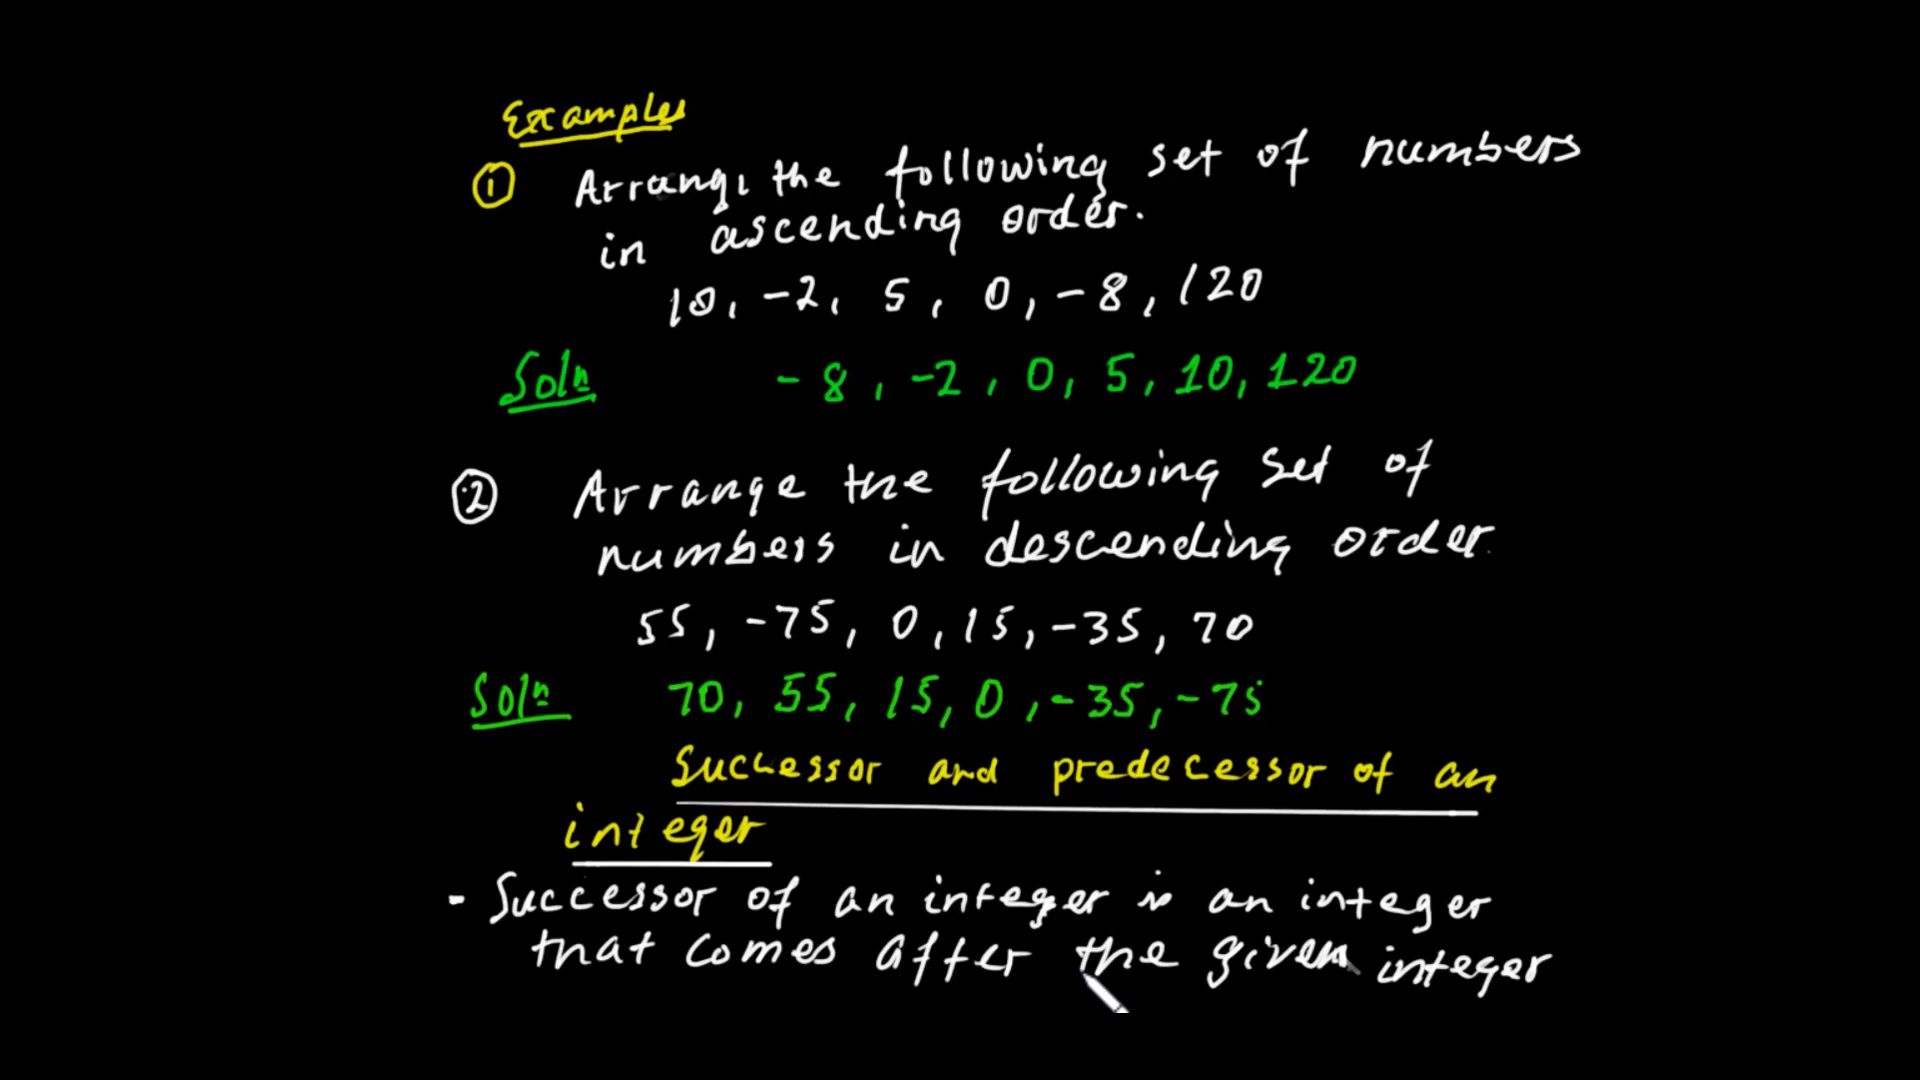 Examples
① Arrange the following set of numbers
in ascending order.
10, -2, 5, 0, -8, 120
Soln -8, -2, 0, 5, 10, 120
② Arrange the following set of
numbers in descending order.
55, -75, 0, 15, -35, 70
Soln 70, 55, 15, 0, -35, -75
Successor and predecessor of an
integer
- Successor of an integer is an integer
that comes after the given integer